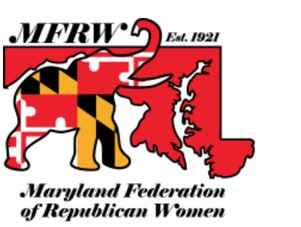 MFRW
Est. 1921
Maryland Federation
of Republican Women